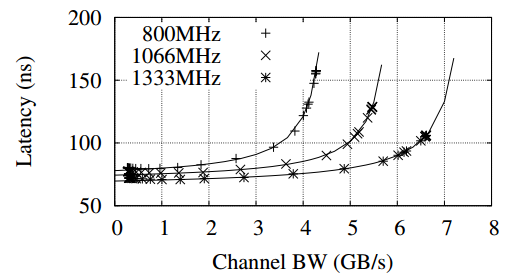 200
150
100
50
Latency (ns)
800MHz
1066MHz
1333MHz
0 1 2 3 4 5 6 7 8
Channel BW (GB/s)